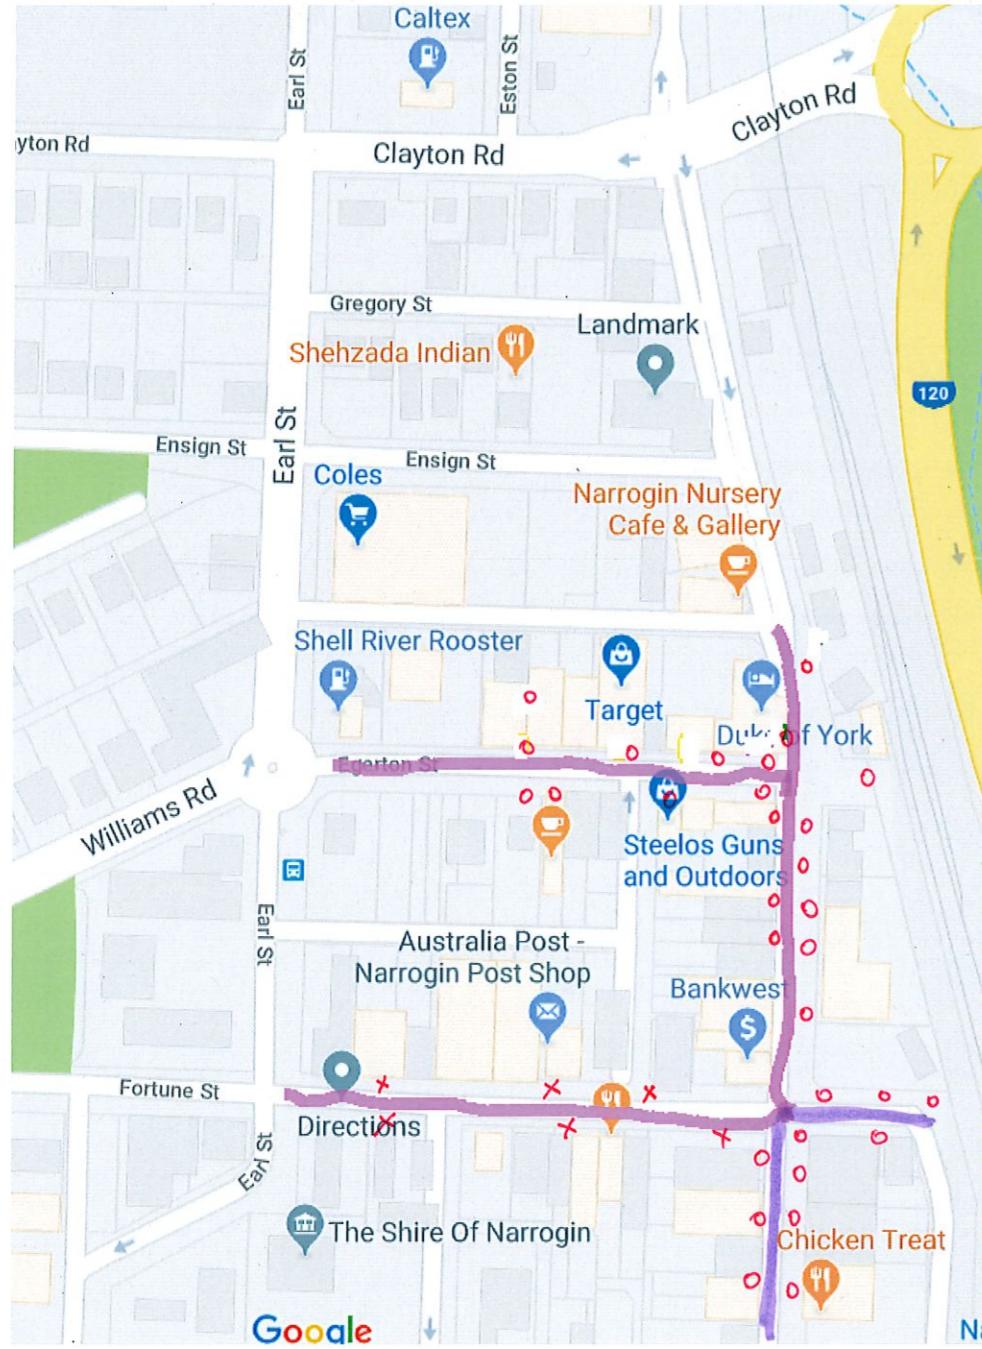 Caltex
Earl St
Eston St
yton Rd
Clayton Rd
Clayton Rd
Gregory St
Landmark
Shehzada Indian
120
Ensign St
Ensign St
Earl St
Coles
Narrogin Nursery
Cafe & Gallery
Shell River Rooster
Target
of York
Egerton St
Williams Rd
Steelos Guns
and Outdoors
Earl St
Australia Post -
Narrogin Post Shop
Bankwest
$
Fortune St
Directions
Earl St
The Shire Of Narrogin
Chicken Treat
Google
Na